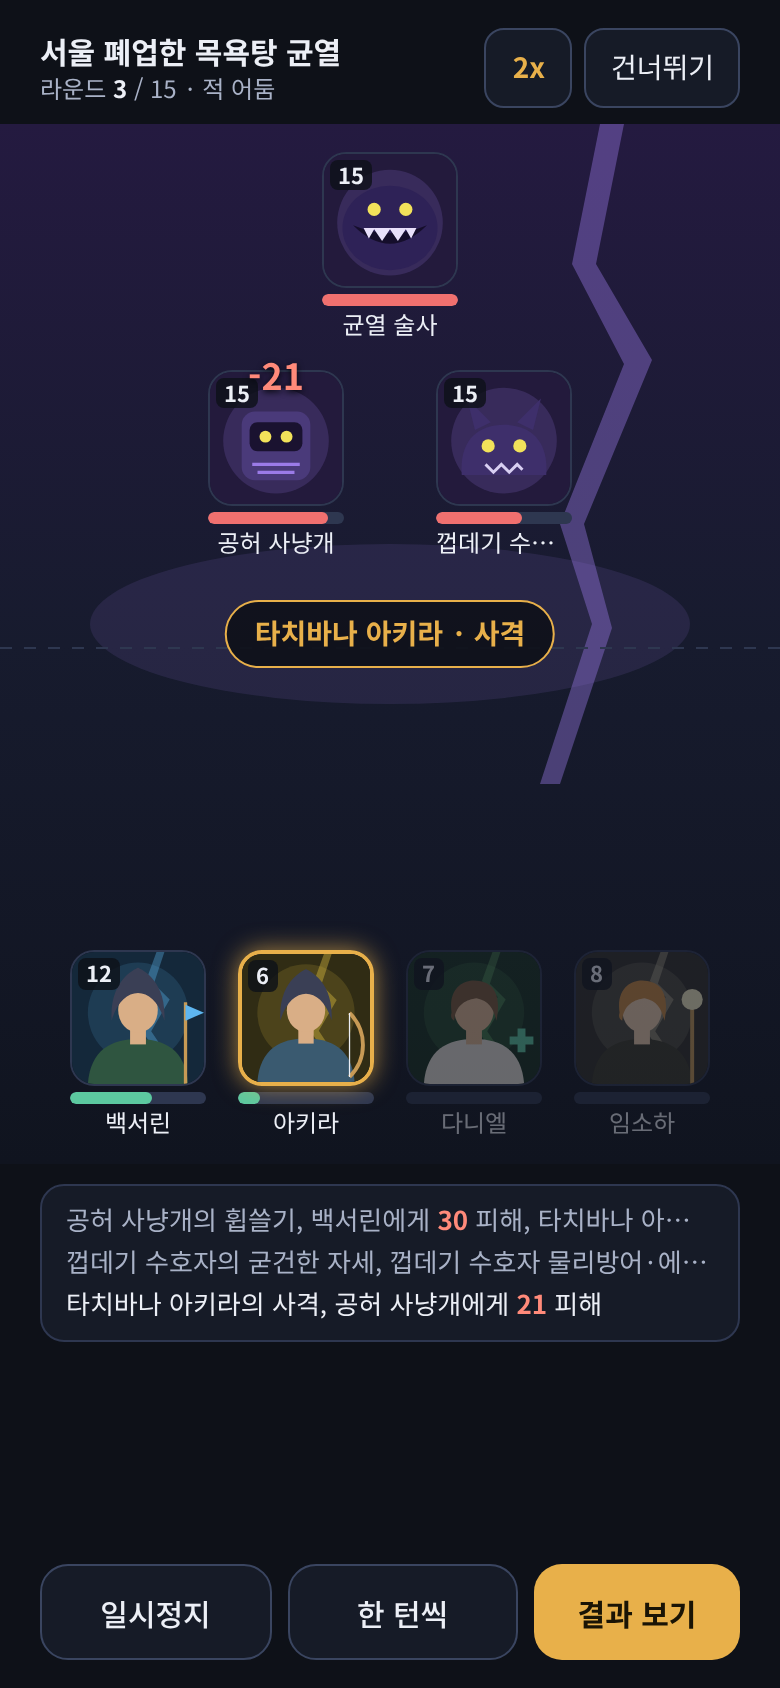 서울 폐업한 목욕탕 균열
라운드 3 / 15 · 적 어둠
2x
건너뛰기
15
균열 술사
-21
15
공허 사냥개
15
껍데기 수…
타치바나 아키라 · 사격
12
백서린
6
아키라
7
다니엘
8
임소하
공허 사냥개의 휩쓸기, 백서린에게 30 피해, 타치바나 아…
껍데기 수호자의 굳건한 자세, 껍데기 수호자 물리방어·에…
타치바나 아키라의 사격, 공허 사냥개에게 21 피해
일시정지
한 턴씩
결과 보기